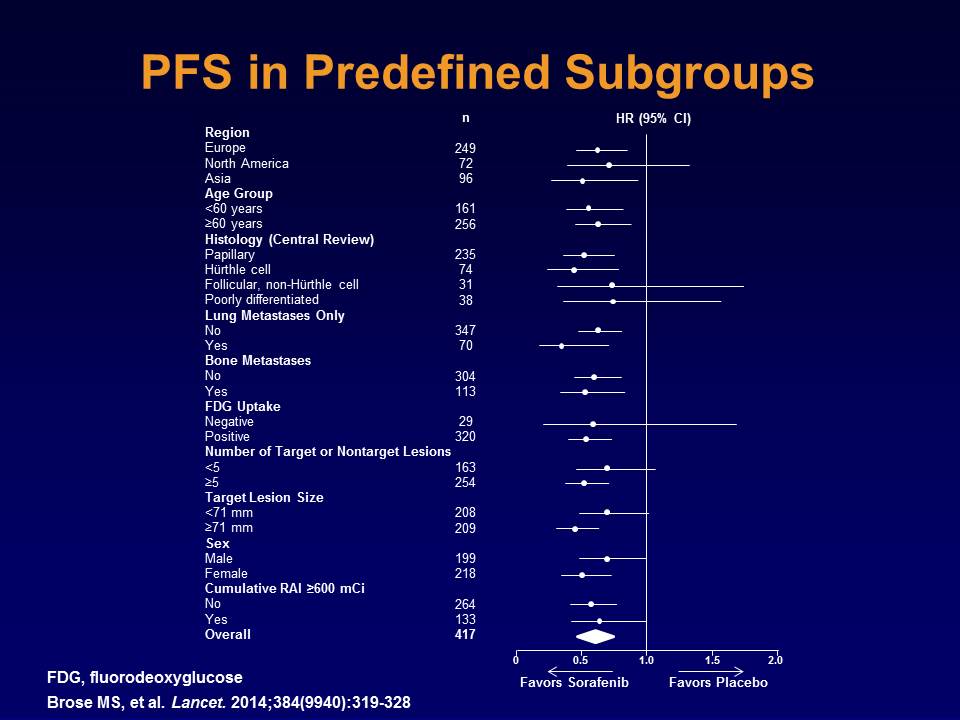 PFS in Predefined Subgroups
n HR (95% CI)
Region
Europe 249
North America 72
Asia 96
Age Group
<60 years 161
≥60 years 256
Histology (Central Review)
Papillary 235
Hürthle cell 74
Follicular, non-Hürthle cell 31
Poorly differentiated 38
Lung Metastases Only
No 347
Yes 70
Bone Metastases
No 304
Yes 113
FDG Uptake
Negative 29
Positive 320
Number of Target or Nontarget Lesions
<5 163
≥5 254
Target Lesion Size
<71 mm 208
≥71 mm 209
Sex
Male 199
Female 218
Cumulative RAI ≥600 mCi
No 264
Yes 133
Overall 417
0 0.5 1.0 1.5 2.0
Favors Sorafenib Favors Placebo
FDG, fluorodeoxyglucose
Brose MS, et al. Lancet. 2014;384(9940):319-328